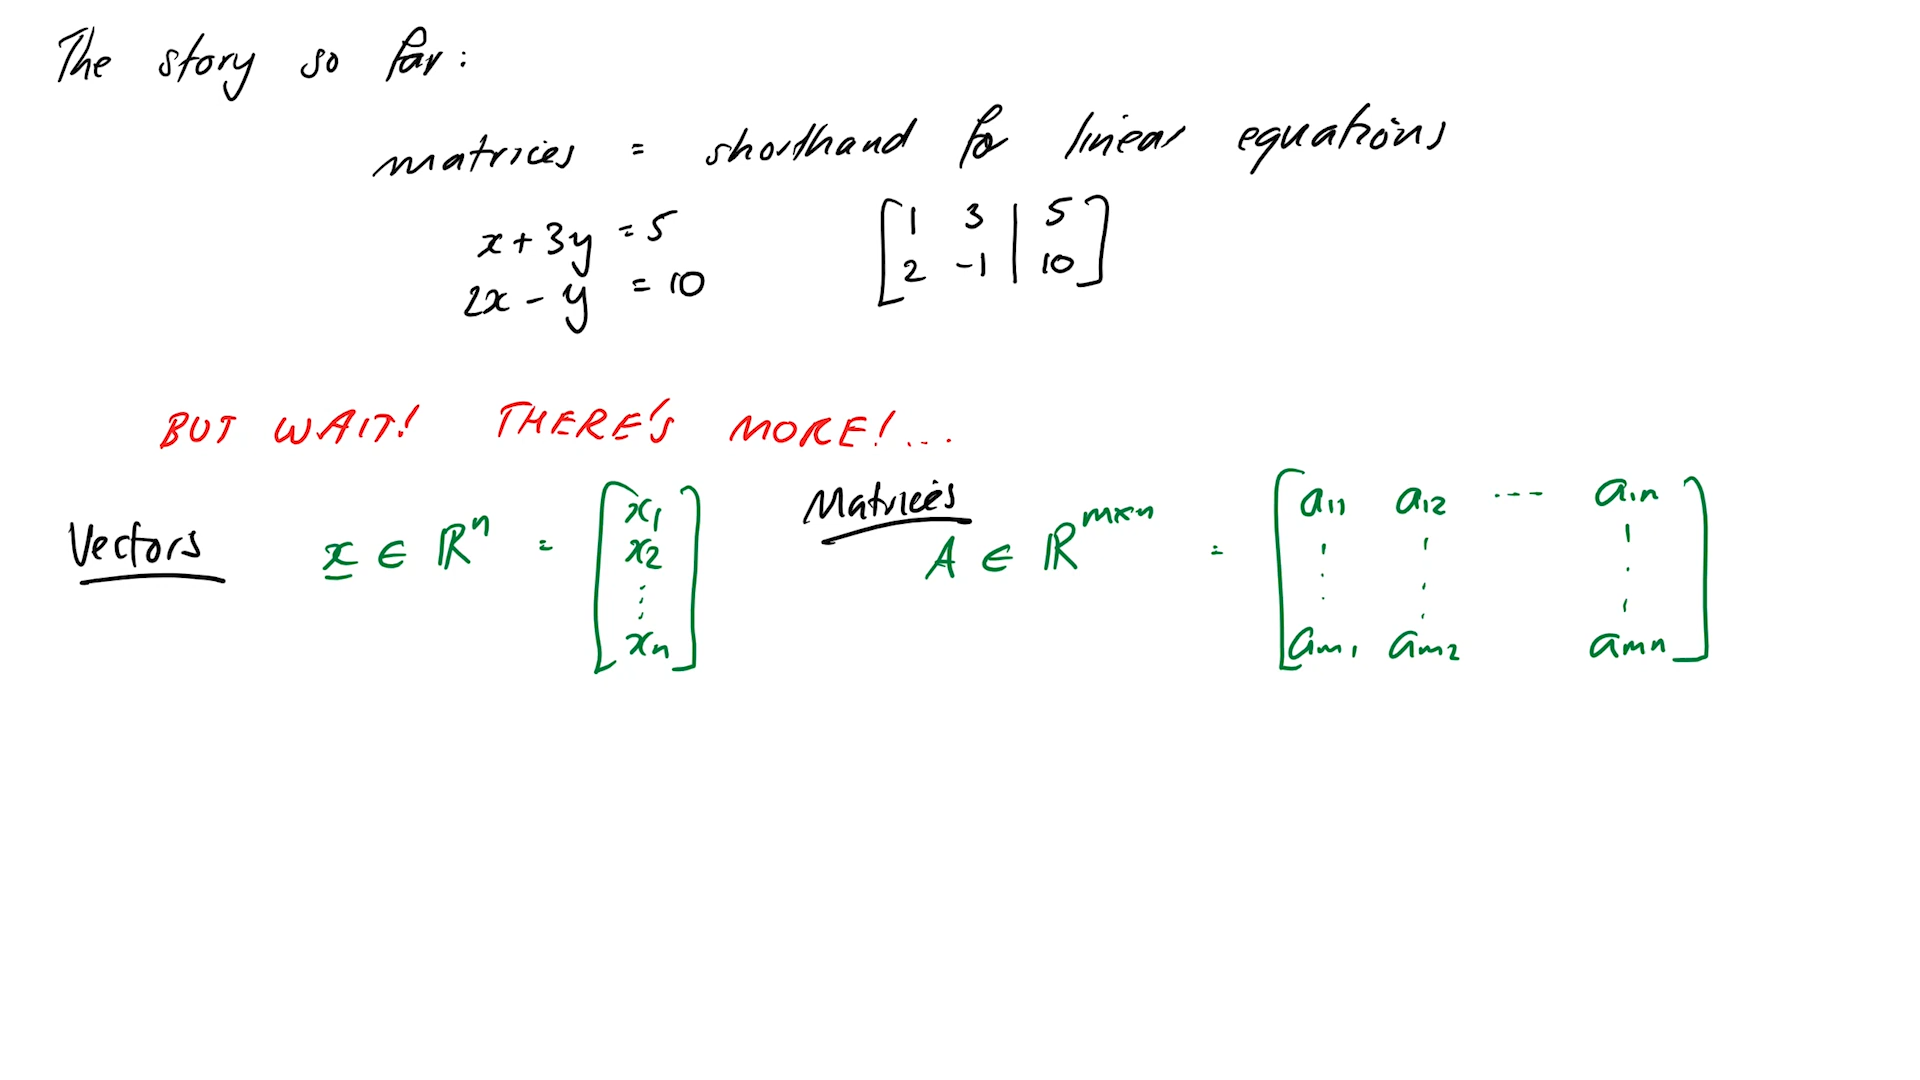 The story so far:
matrices = shorthand for linear equations
x + 3y = 5
2x - y = 10
[ 1 3 | 5
2 -1 | 10 ]
BUT WAIT! THERE'S MORE!...
Vectors x ∈ ℝⁿ = [ x₁
x₂
⋮
xₙ ]
Matrices
A ∈ ℝᵐˣⁿ = [ a₁₁ a₁₂ ... a₁ₙ
⋮ ⋮ ⋮
aₘ₁ aₘ₂ aₘₙ ]